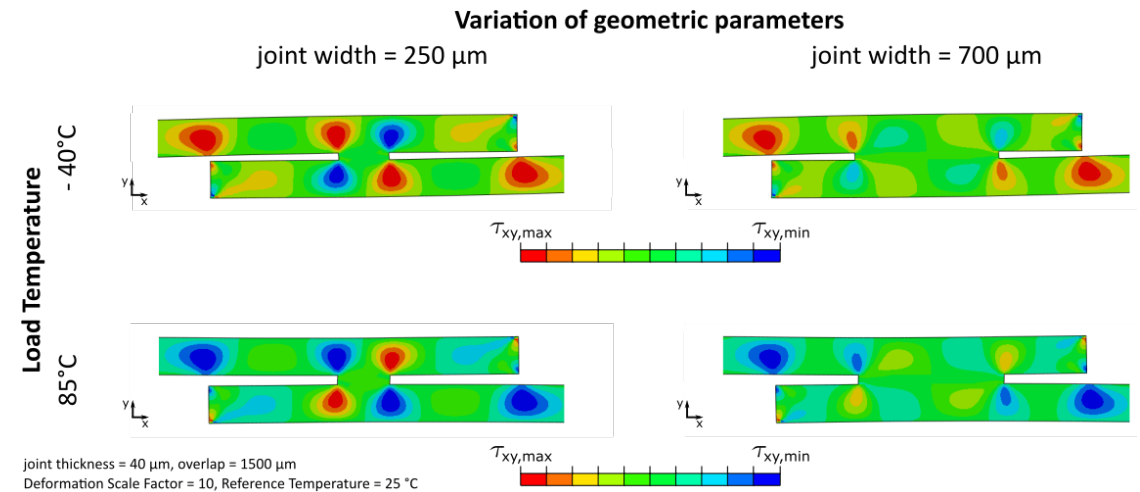 Variation of geometric parameters
joint width = 250 µm
joint width = 700 µm
Load Temperature
- 40°C
y
x
y
x
τxy,max
τxy,min
85°C
y
x
y
x
τxy,max
τxy,min
joint thickness = 40 µm, overlap = 1500 µm
Deformation Scale Factor = 10, Reference Temperature = 25 °C